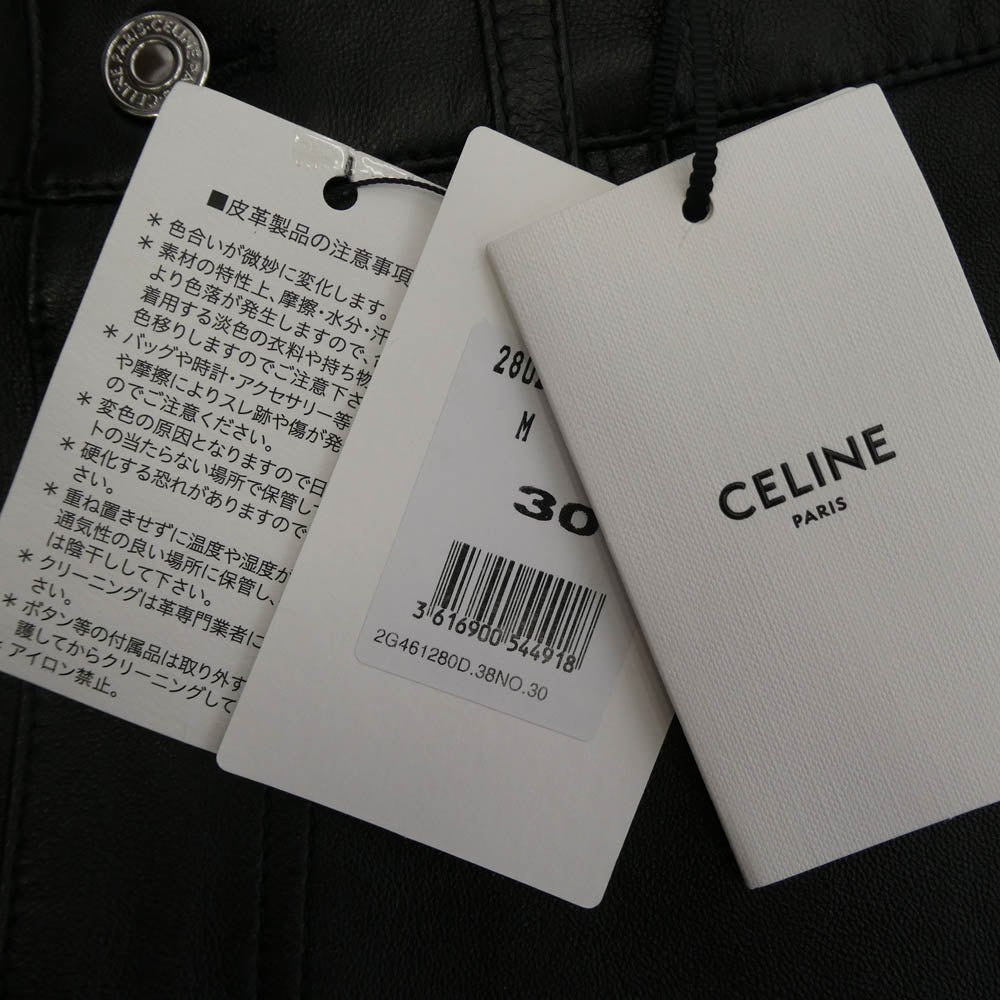 PARIS·CELINE
■皮革製品の注意事項
＊色合いが微妙に変化します。
＊素材の特性上、摩擦・水分・汗
より色落が発生しますので、
着用する淡色の衣料や持ち物
色移りしますのでご注意下さ
＊バッグや時計・アクセサリー等
や摩擦によりスレ跡や傷が発
のでご注意ください。
＊変色の原因となりますので日
トの当たらない場所で保管し
＊硬化する恐れがありますので
さい。
＊重ね置きせずに温度や湿度が
通気性の良い場所に保管し、
は陰干しして下さい。
＊クリーニングは革専門業者に
さい。
＊ボタン等の付属品は取り外す
護してからクリーニングして
＊アイロン禁止。
280
M
30
3 616900 544918
2G461280D.38NO.30
CELINE
PARIS